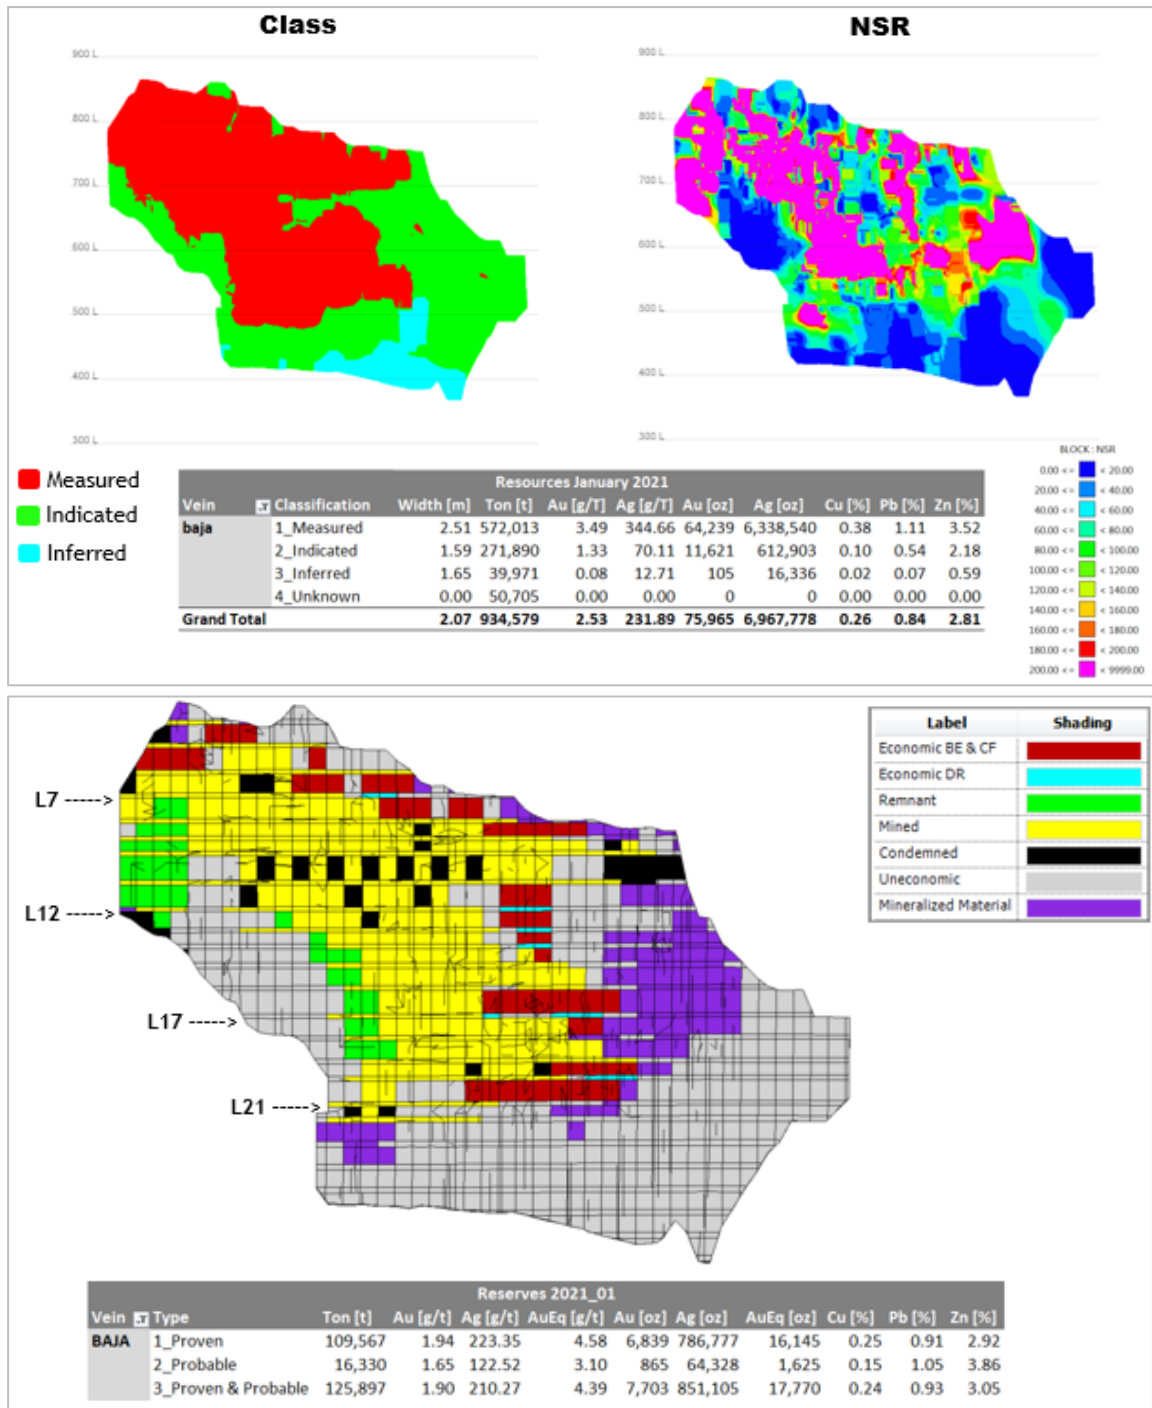 Class
NSR
900 L
800 L
700 L
600 L
500 L
400 L
300 L
900 L
800 L
700 L
600 L
500 L
400 L
300 L
Measured
Indicated
Inferred
Resources January 2021
Vein Classification Width [m] Ton [t] Au [g/T] Ag [g/T] Au [oz] Ag [oz] Cu [%] Pb [%] Zn [%]
baja 1_Measured 2.51 572,013 3.49 344.66 64,239 6,338,540 0.38 1.11 3.52
2_Indicated 1.59 271,890 1.33 70.11 11,621 612,903 0.10 0.54 2.18
3_Inferred 1.65 39,971 0.08 12.71 105 16,336 0.02 0.07 0.59
4_Unknown 0.00 50,705 0.00 0.00 0 0 0.00 0.00 0.00
Grand Total 2.07 934,579 2.53 231.89 75,965 6,967,778 0.26 0.84 2.81
BLOCK : NSR
0.00 <= < 20.00
20.00 <= < 40.00
40.00 <= < 60.00
60.00 <= < 80.00
80.00 <= < 100.00
100.00 <= < 120.00
120.00 <= < 140.00
140.00 <= < 160.00
160.00 <= < 180.00
180.00 <= < 200.00
200.00 <= < 9999.00
Label Shading
Economic BE & CF
Economic DR
Remnant
Mined
Condemned
Uneconomic
Mineralized Material
L7 ----->
L12 ----->
L17 ----->
L21 ----->
Reserves 2021_01
Vein Type Ton [t] Au [g/t] Ag [g/t] AuEq [g/t] Au [oz] Ag [oz] AuEq [oz] Cu [%] Pb [%] Zn [%]
BAJA 1_Proven 109,567 1.94 223.35 4.58 6,839 786,777 16,145 0.25 0.91 2.92
2_Probable 16,330 1.65 122.52 3.10 865 64,328 1,625 0.15 1.05 3.86
3_Proven & Probable 125,897 1.90 210.27 4.39 7,703 851,105 17,770 0.24 0.93 3.05